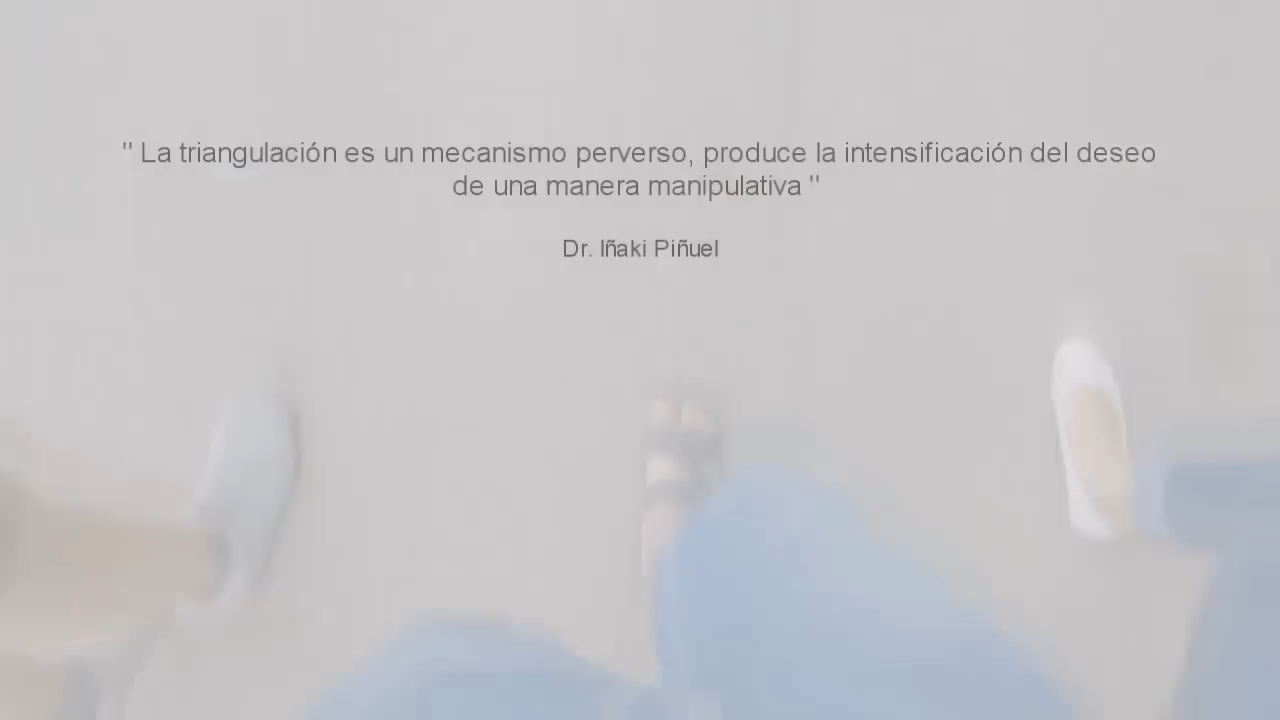 " La triangulación es un mecanismo perverso, produce la intensificación del deseo
de una manera manipulativa "
Dr. Iñaki Piñuel